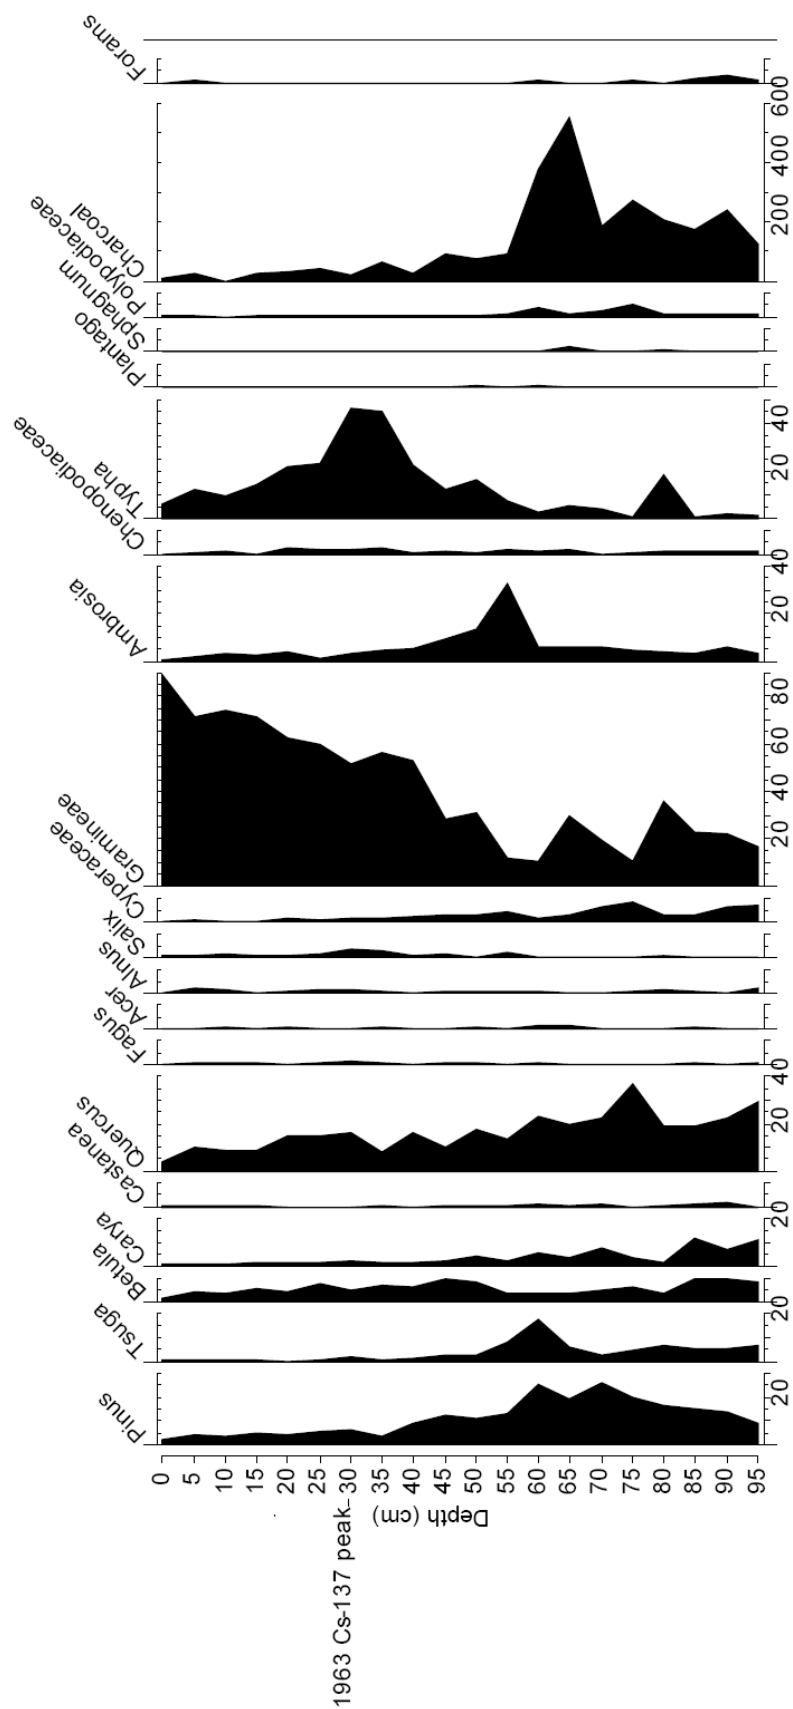 Forams
Charcoal
Polypodiaceae
Sphagnum
Plantago
Typha
Chenopodiaceae
Ambrosia
Gramineae
Cyperaceae
Salix
Alnus
Acer
Fagus
Quercus
Castanea
Carya
Betula
Tsuga
Pinus
200 400 600
20 40
20 40
20 40 60 80
20 40
20
20
20
20
0 5 10 15 20 25 30 35 40 45 50 55 60 65 70 75 80 85 90 95
Depth (cm)
1963 Cs-137 peak